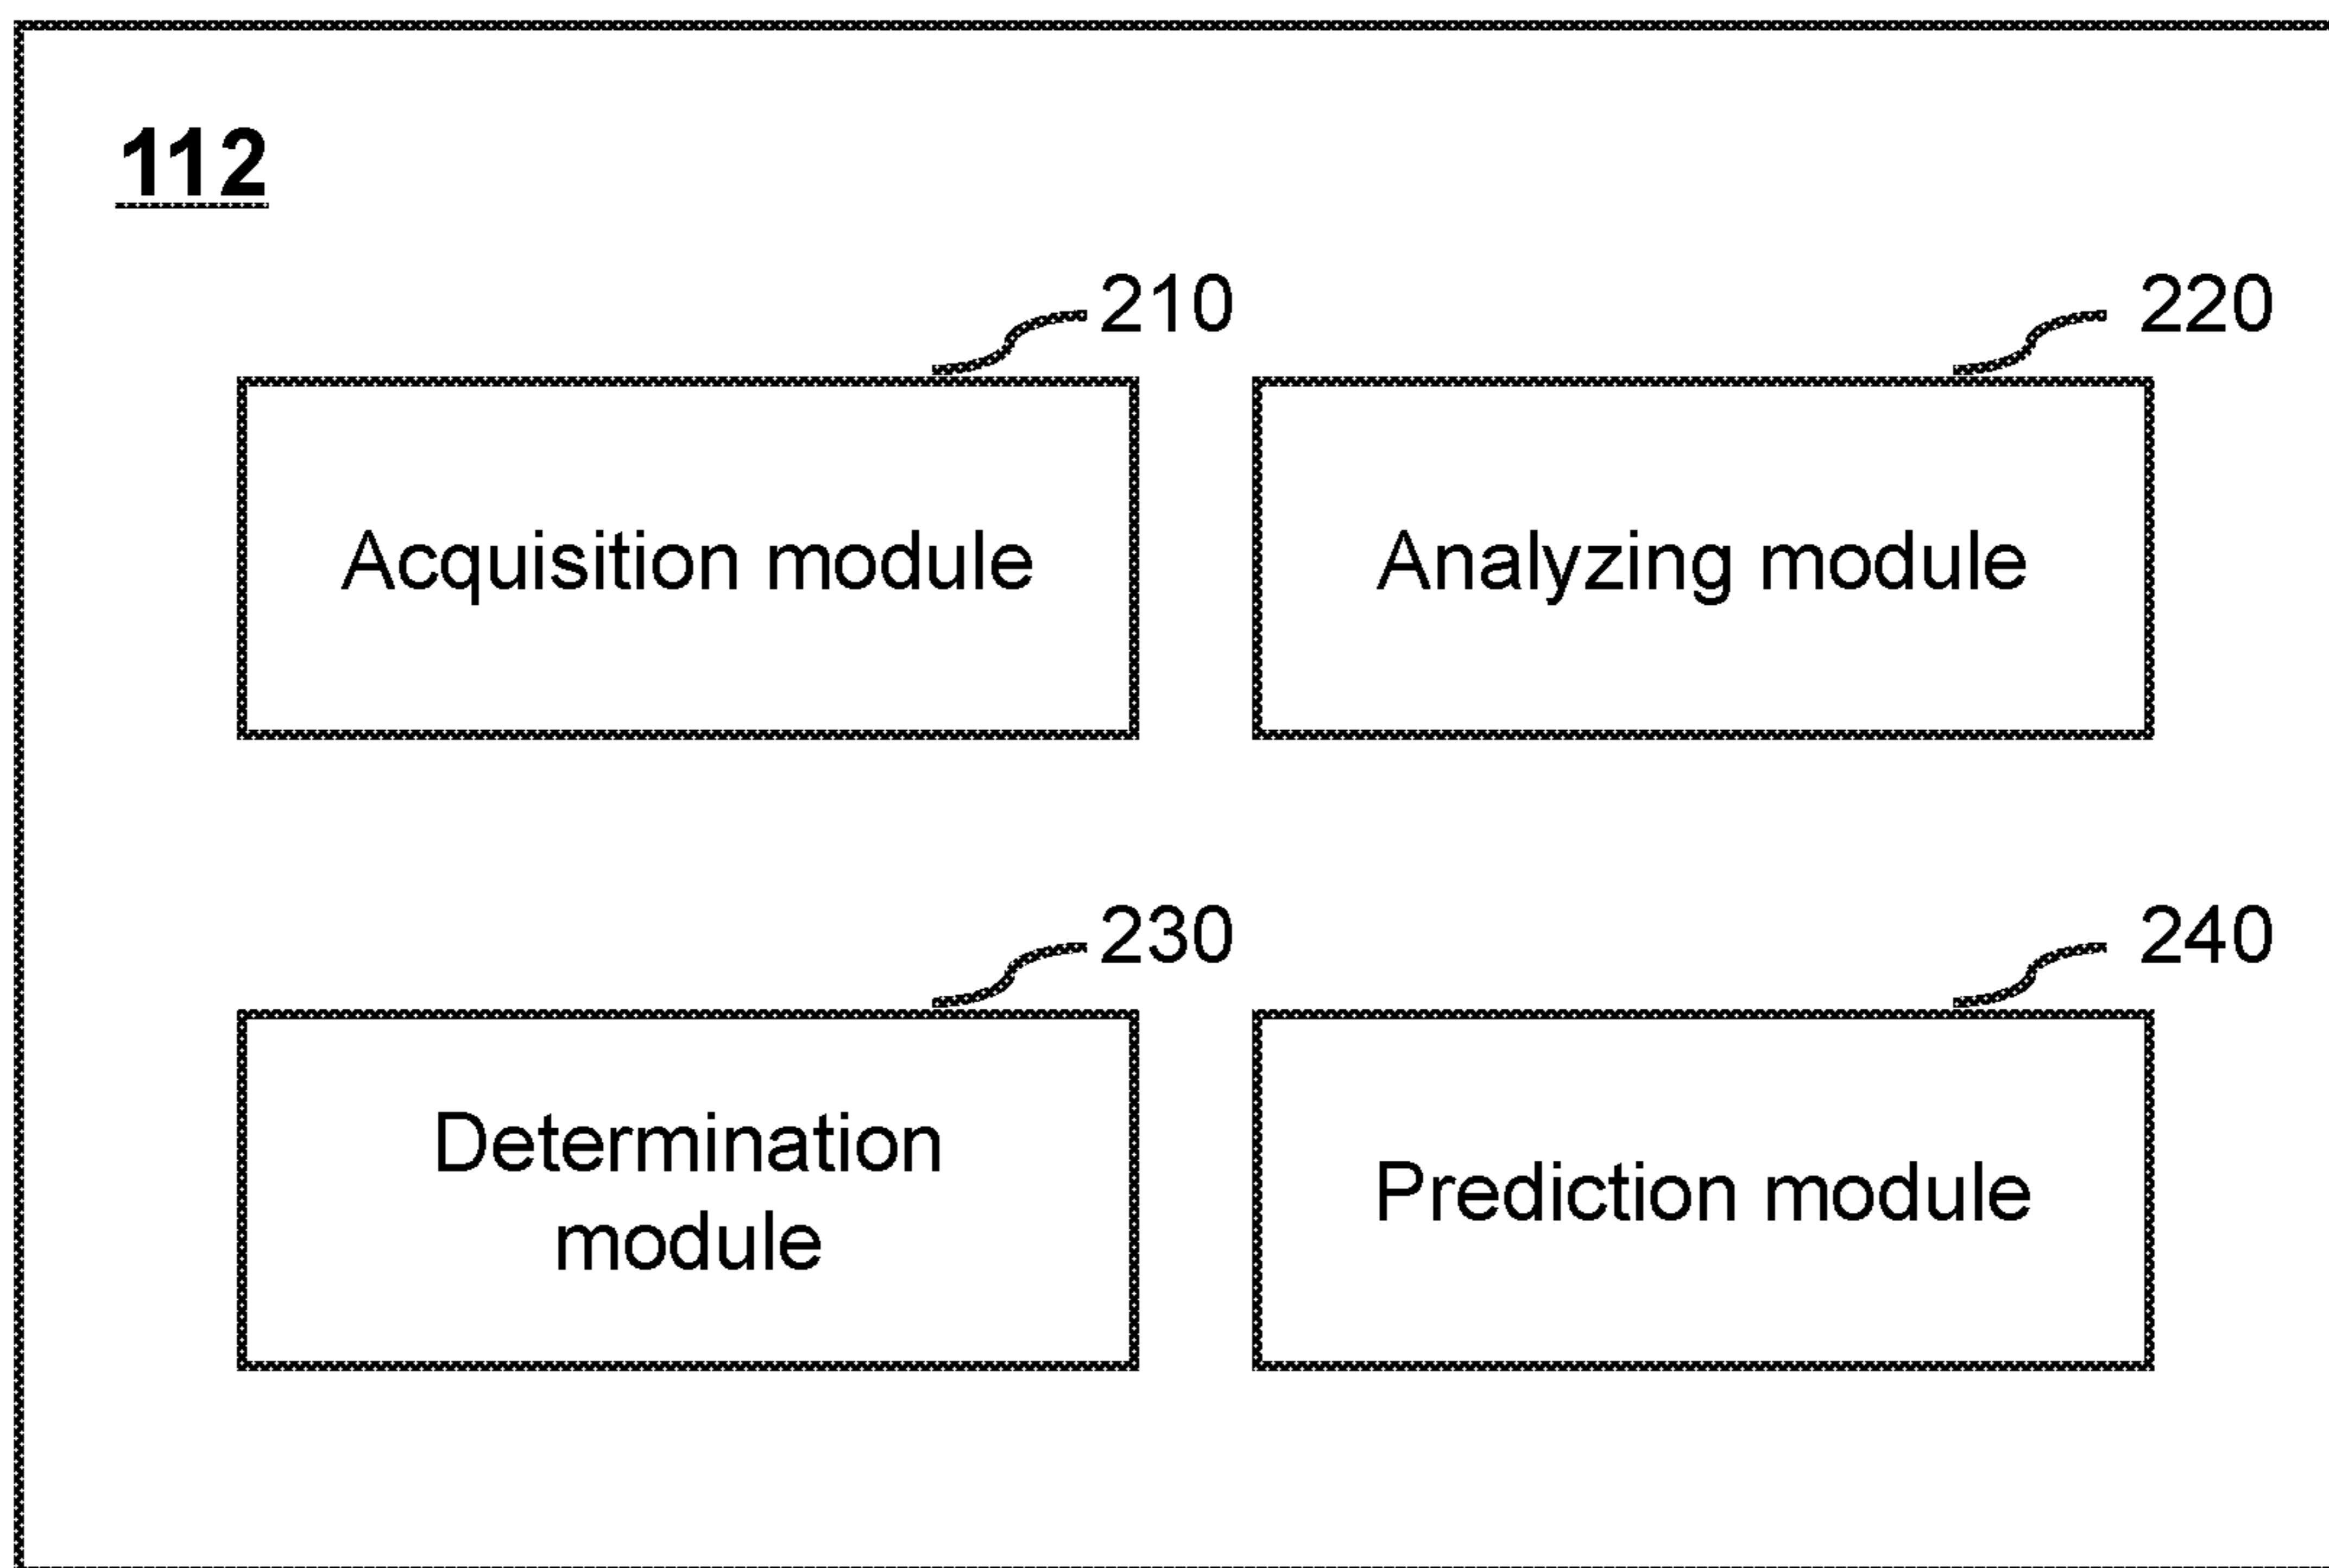 112
210
220
Acquisition module
Analyzing module
230
240
Determination
module
Prediction module